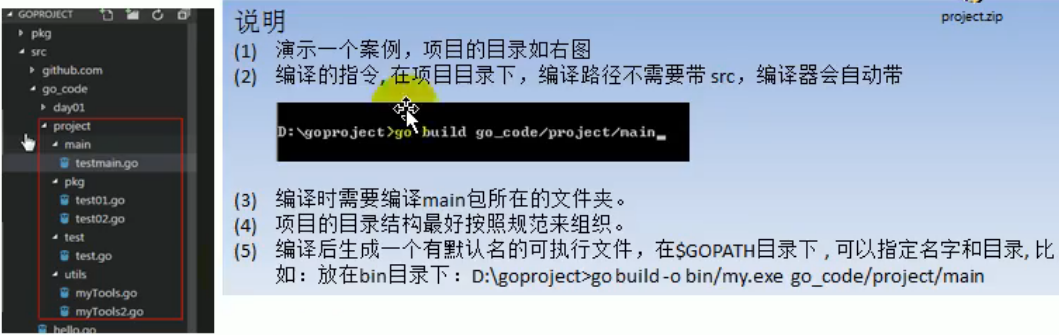 GOPROJECT
pkg
src
github.com
go_code
day01
project
main
testmain.go
pkg
test01.go
test02.go
test
test.go
utils
myTools.go
myTools2.go
hello.go
project.zip
说明
(1) 演示一个案例，项目的目录如右图
(2) 编译的指令, 在项目目录下，编译路径不需要带 src，编译器会自动带
D:\goproject>go build go_code/project/main_
(3) 编译时需要编译main包所在的文件夹。
(4) 项目的目录结构最好按照规范来组织。
(5) 编译后生成一个有默认名的可执行文件，在$GOPATH目录下 , 可以指定名字和目录, 比
如：放在bin目录下：D:\goproject>go build -o bin/my.exe go_code/project/main